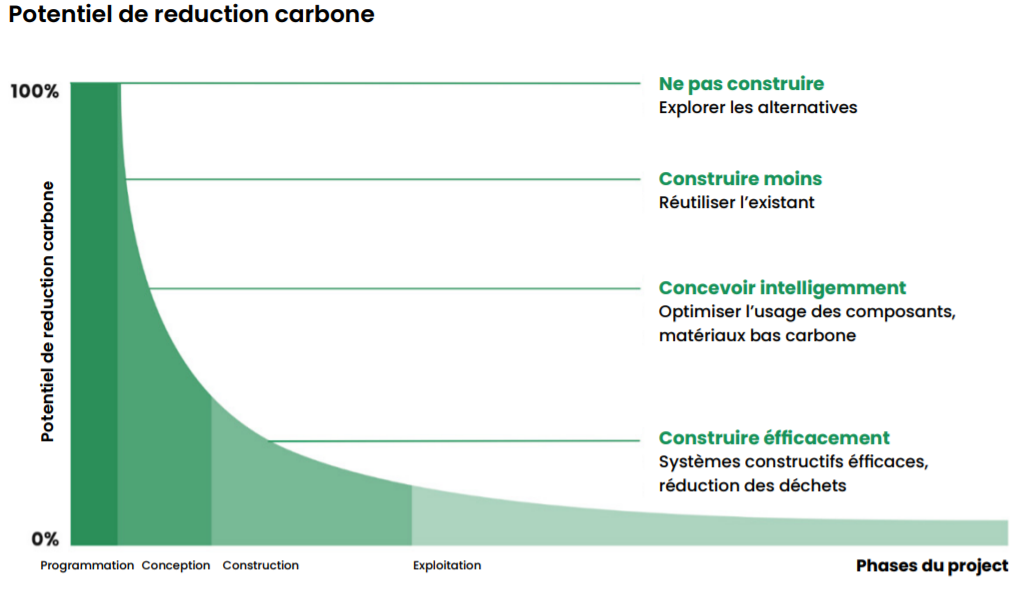 Potentiel de reduction carbone
100%
Potentiel de reduction carbone
0%
Ne pas construire
Explorer les alternatives
Construire moins
Réutiliser l’existant
Concevoir intelligemment
Optimiser l’usage des composants,
matériaux bas carbone
Construire éfficacement
Systèmes constructifs éfficaces,
réduction des déchets
Programmation
Conception
Construction
Exploitation
Phases du project